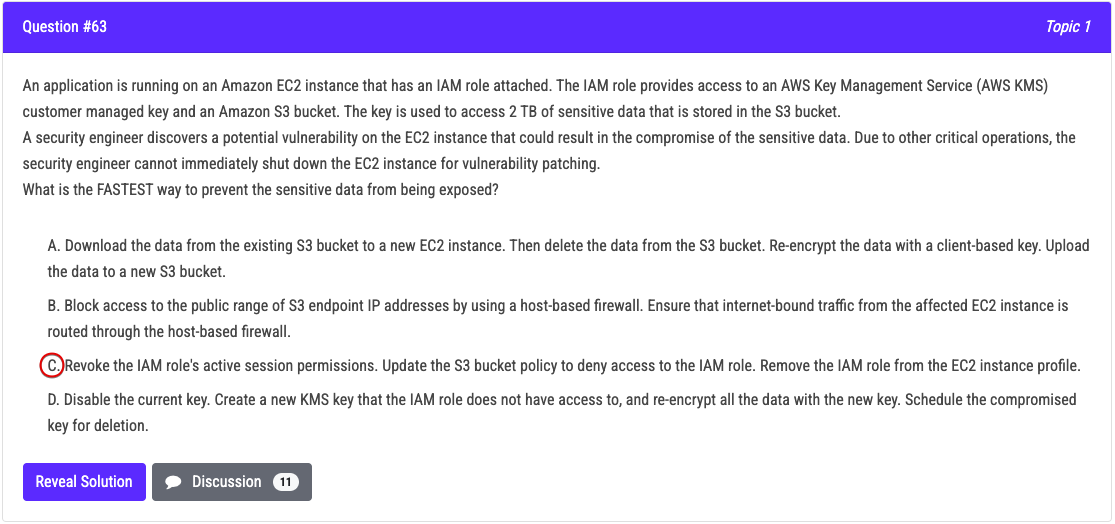 Question #63
Topic 1
An application is running on an Amazon EC2 instance that has an IAM role attached. The IAM role provides access to an AWS Key Management Service (AWS KMS)
customer managed key and an Amazon S3 bucket. The key is used to access 2 TB of sensitive data that is stored in the S3 bucket.
A security engineer discovers a potential vulnerability on the EC2 instance that could result in the compromise of the sensitive data. Due to other critical operations, the
security engineer cannot immediately shut down the EC2 instance for vulnerability patching.
What is the FASTEST way to prevent the sensitive data from being exposed?
A. Download the data from the existing S3 bucket to a new EC2 instance. Then delete the data from the S3 bucket. Re-encrypt the data with a client-based key. Upload
the data to a new S3 bucket.
B. Block access to the public range of S3 endpoint IP addresses by using a host-based firewall. Ensure that internet-bound traffic from the affected EC2 instance is
routed through the host-based firewall.
C. Revoke the IAM role's active session permissions. Update the S3 bucket policy to deny access to the IAM role. Remove the IAM role from the EC2 instance profile.
D. Disable the current key. Create a new KMS key that the IAM role does not have access to, and re-encrypt all the data with the new key. Schedule the compromised
key for deletion.
Reveal Solution
Discussion 11